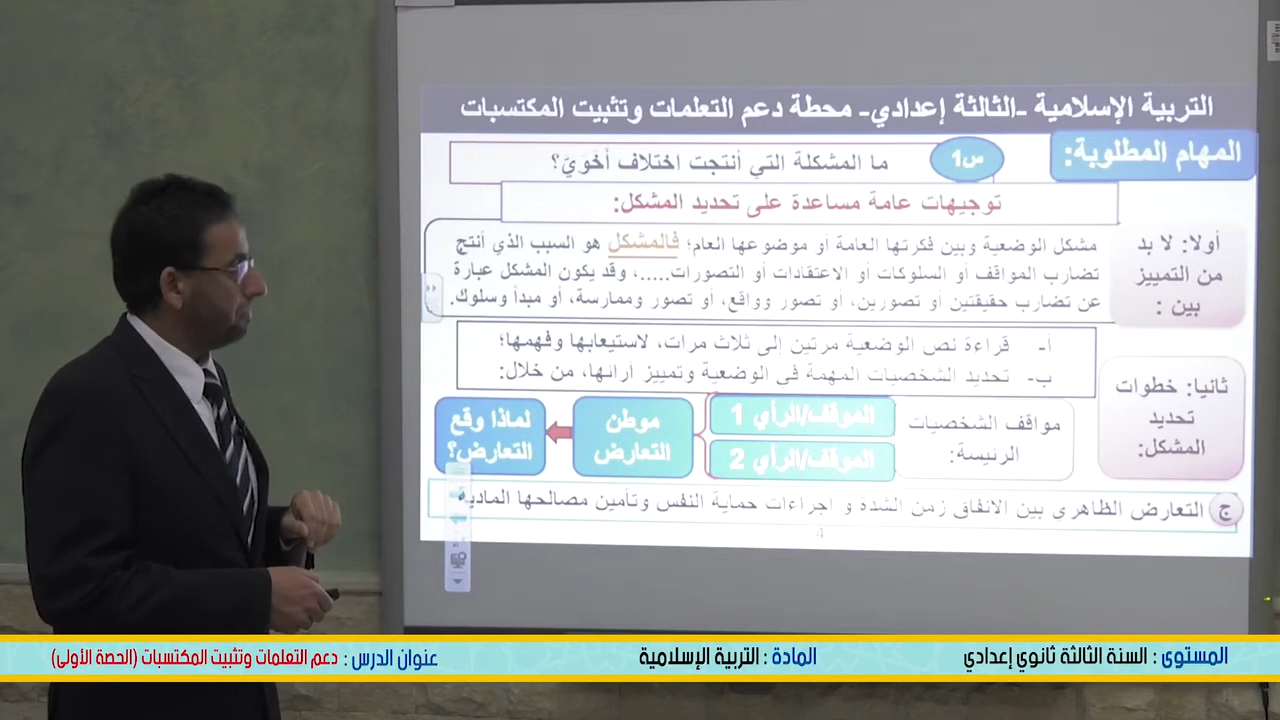 التربية الإسلامية -الثالثة إعدادي- محطة دعم التعلمات وتثبيت المكتسبات
المهام المطلوبة:
س1
ما المشكلة التي أنتجت اختلاف أخَويَّ؟
توجيهات عامة مساعدة على تحديد المشكل:
أولا: لا بد
من التمييز
بين :
مشكل الوضعية وبين فكرتها العامة أو موضوعها العام؛ فالمشكل هو السبب الذي أنتج
تضارب المواقف أو السلوكات أو الاعتقادات أو التصورات.....، وقد يكون المشكل عبارة
عن تضارب حقيقتين أو تصورين، أو تصور وواقع، أو تصور وممارسة، أو مبدأ وسلوك.
ثانيا: خطوات
تحديد
المشكل:
أ- قراءة نص الوضعية مرتين إلى ثلاث مرات، لاستيعابها وفهمها؛
ب- تحديد الشخصيات المهمة في الوضعية وتمييز أرائها، من خلال:
مواقف الشخصيات
الرئيسة:
الموقف/الرأي 1
الموقف/الرأي 2
موطن
التعارض
لماذا وقع
التعارض؟
ج
التعارض الظاهري بين الانفاق زمن الشدة و اجراءات حماية النفس وتأمين مصالحها المادية
4
المستوى : السنة الثالثة ثانوي إعدادي
المادة : التربية الإسلامية
عنوان الدرس : دعم التعلمات وتثبيت المكتسبات (الحصة الأولى)